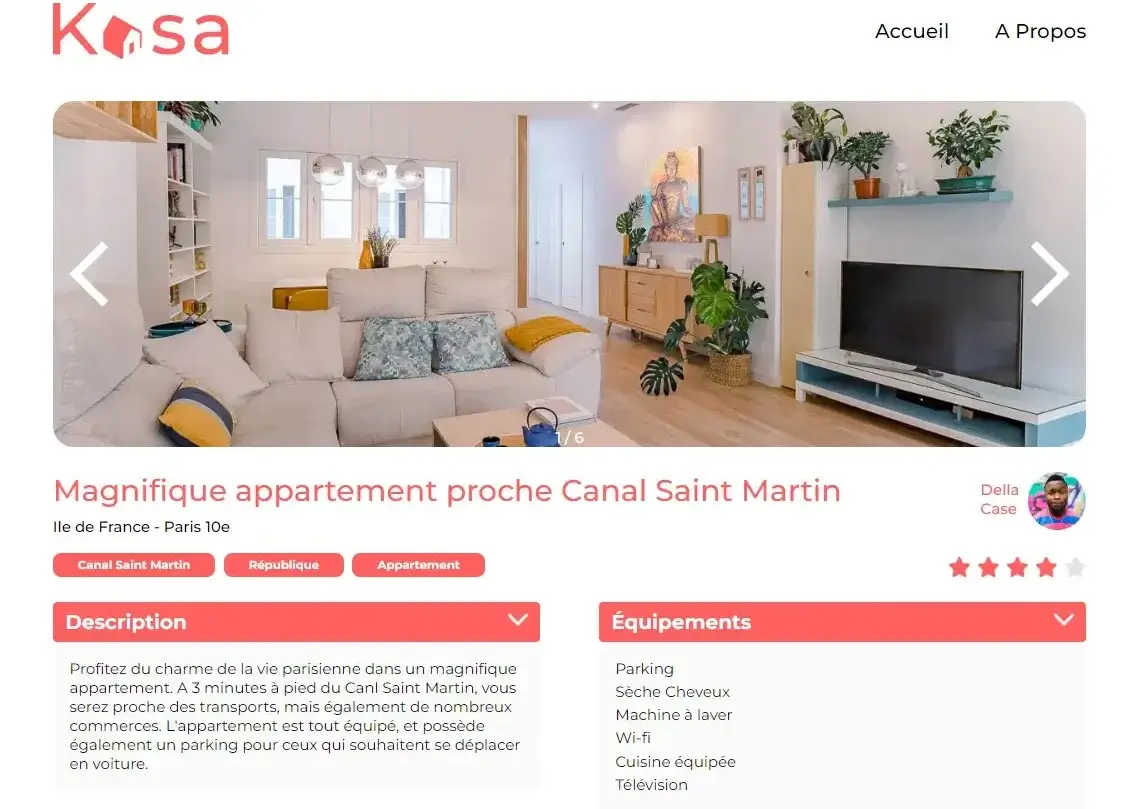 Kasa
Accueil
A Propos
1 / 6
Magnifique appartement proche Canal Saint Martin
Della
Case
Ile de France - Paris 10e
Canal Saint Martin
République
Appartement
Description
Profitez du charme de la vie parisienne dans un magnifique
appartement. A 3 minutes à pied du Canl Saint Martin, vous
serez proche des transports, mais également de nombreux
commerces. L'appartement est tout équipé, et possède
également un parking pour ceux qui souhaitent se déplacer
en voiture.
Équipements
Parking
Sèche Cheveux
Machine à laver
Wi-fi
Cuisine équipée
Télévision